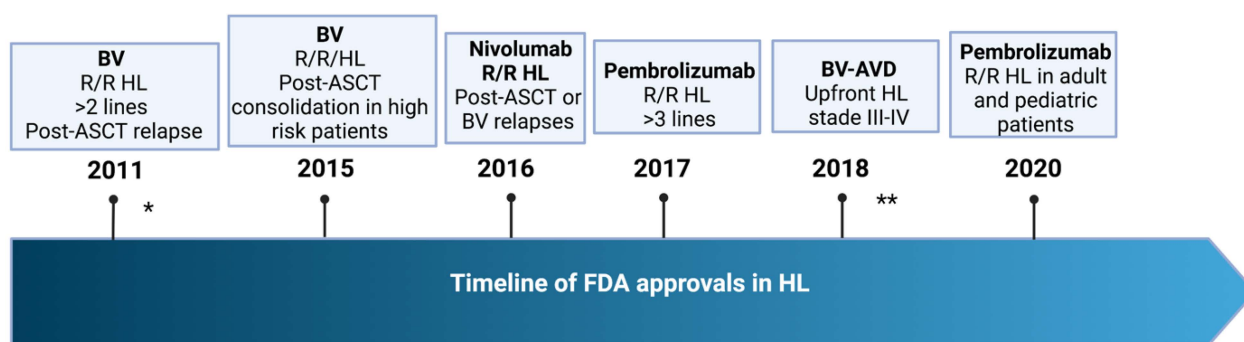 BV
R/R HL
>2 lines
Post-ASCT relapse
2011
*
BV
R/R/HL
Post-ASCT
consolidation in high
risk patients
2015
Nivolumab
R/R HL
Post-ASCT or
BV relapses
2016
Pembrolizumab
R/R HL
>3 lines
2017
BV-AVD
Upfront HL
stade III-IV
2018
**
Pembrolizumab
R/R HL in adult
and pediatric
patients
2020
Timeline of FDA approvals in HL